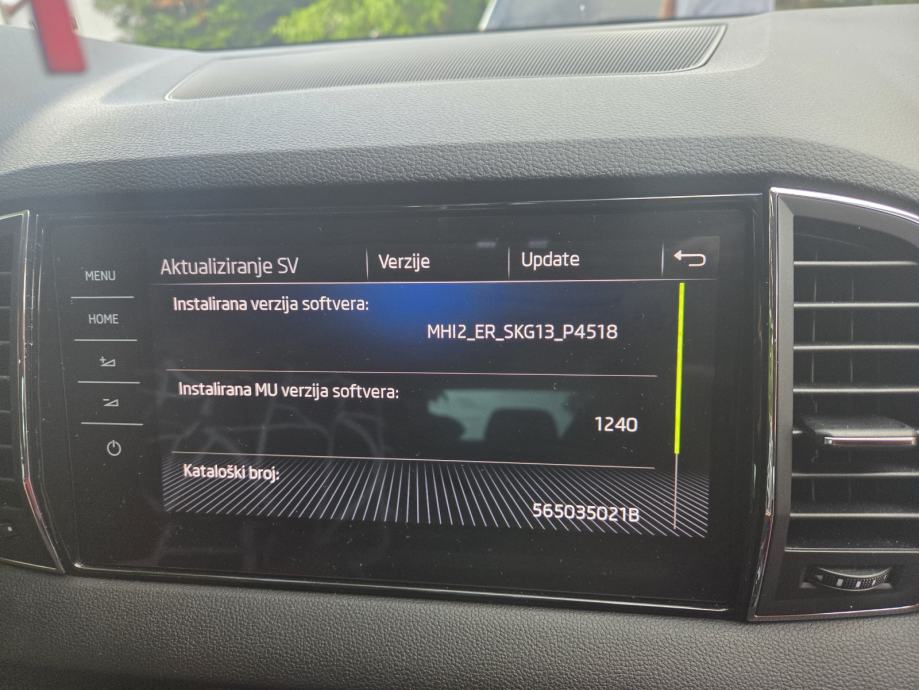 MENU
HOME
Aktualiziranje SV
Verzije
Update
Instalirana verzija softvera:
MHI2_ER_SKG13_P4518
Instalirana MU verzija softvera:
1240
Kataloški broj:
565035021B